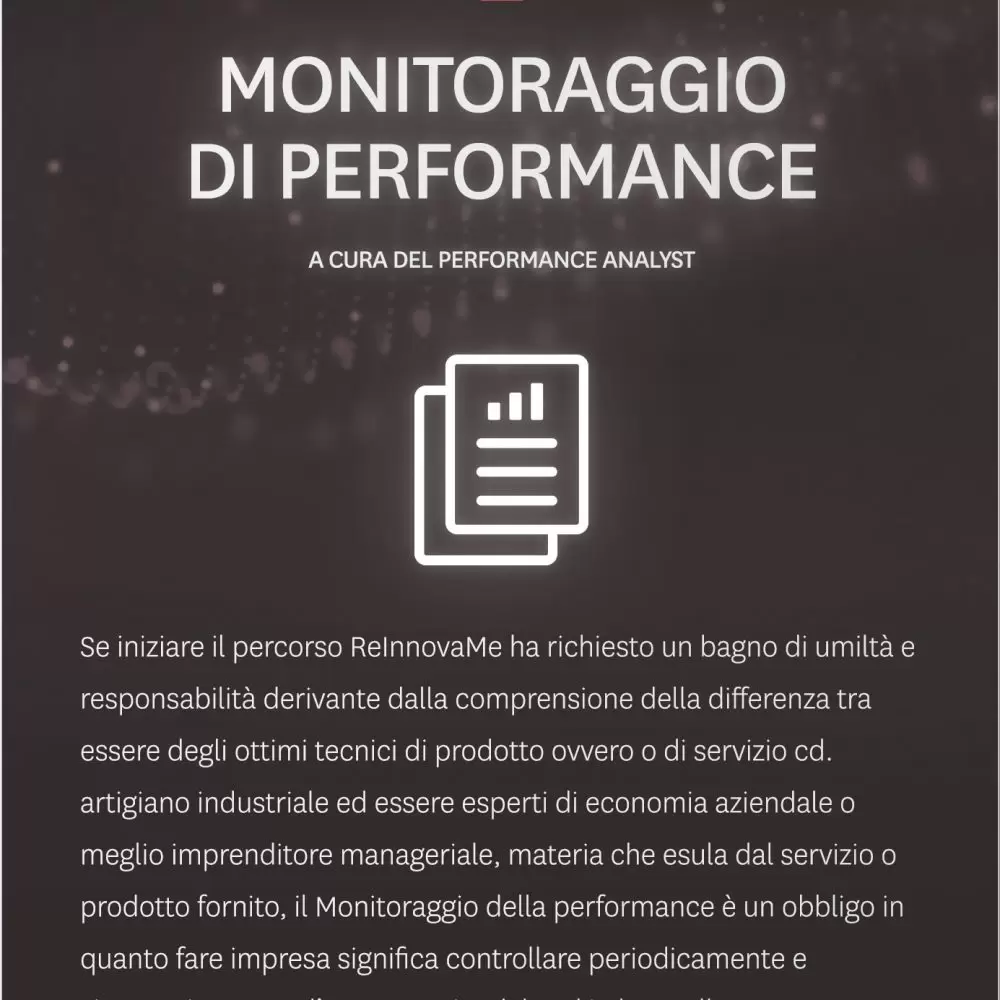 MONITORAGGIO
DI PERFORMANCE
A CURA DEL PERFORMANCE ANALYST
Se iniziare il percorso ReInnovaMe ha richiesto un bagno di umiltà e
responsabilità derivante dalla comprensione della differenza tra
essere degli ottimi tecnici di prodotto ovvero o di servizio cd.
artigiano industriale ed essere esperti di economia aziendale o
meglio imprenditore manageriale, materia che esula dal servizio o
prodotto fornito, il Monitoraggio della performance è un obbligo in
quanto fare impresa significa controllare periodicamente e